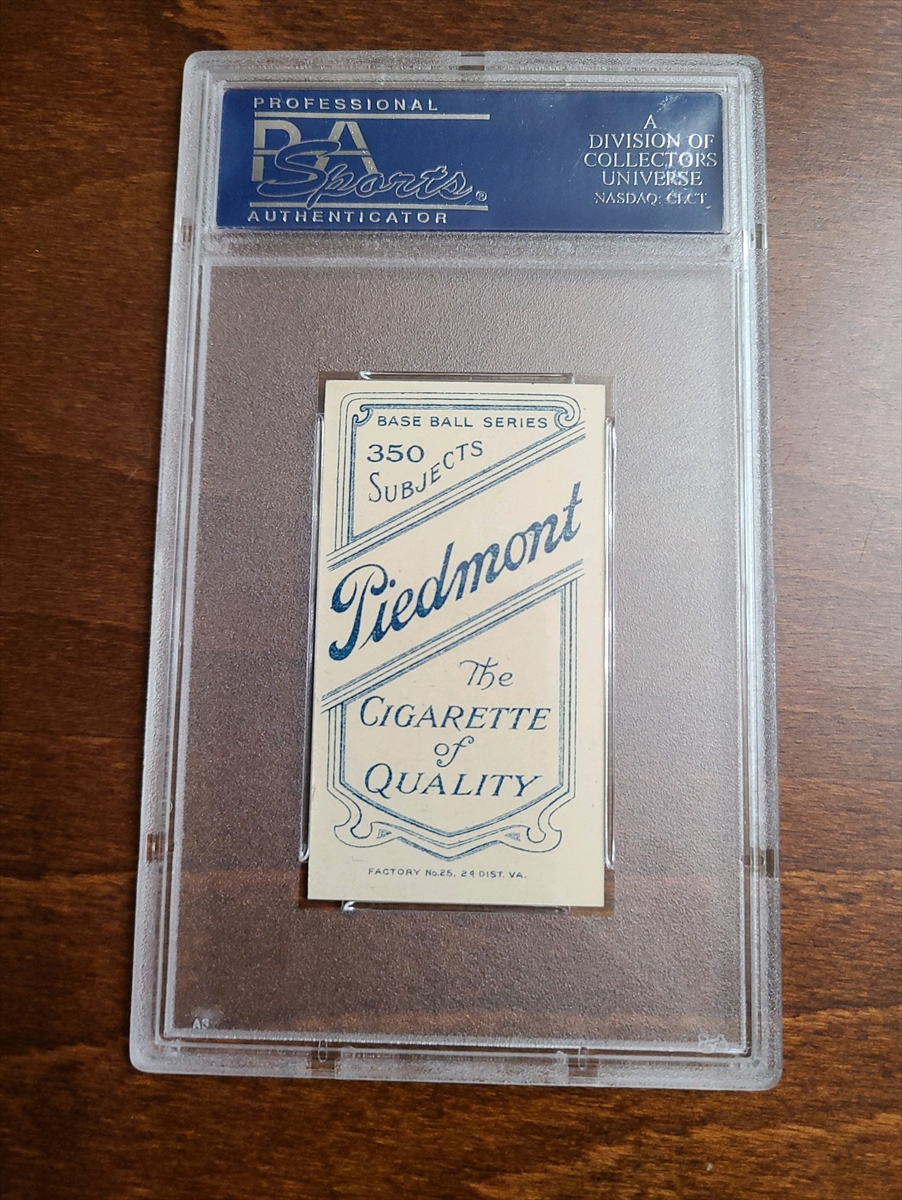 PROFESSIONAL
PSA
Sports®
AUTHENTICATOR
A
DIVISION OF
COLLECTORS
UNIVERSE
NASDAQ: CLCT
BASE BALL SERIES
350
SUBJECTS
Piedmont
The
CIGARETTE
of
QUALITY
FACTORY No.25, 2d DIST. VA.